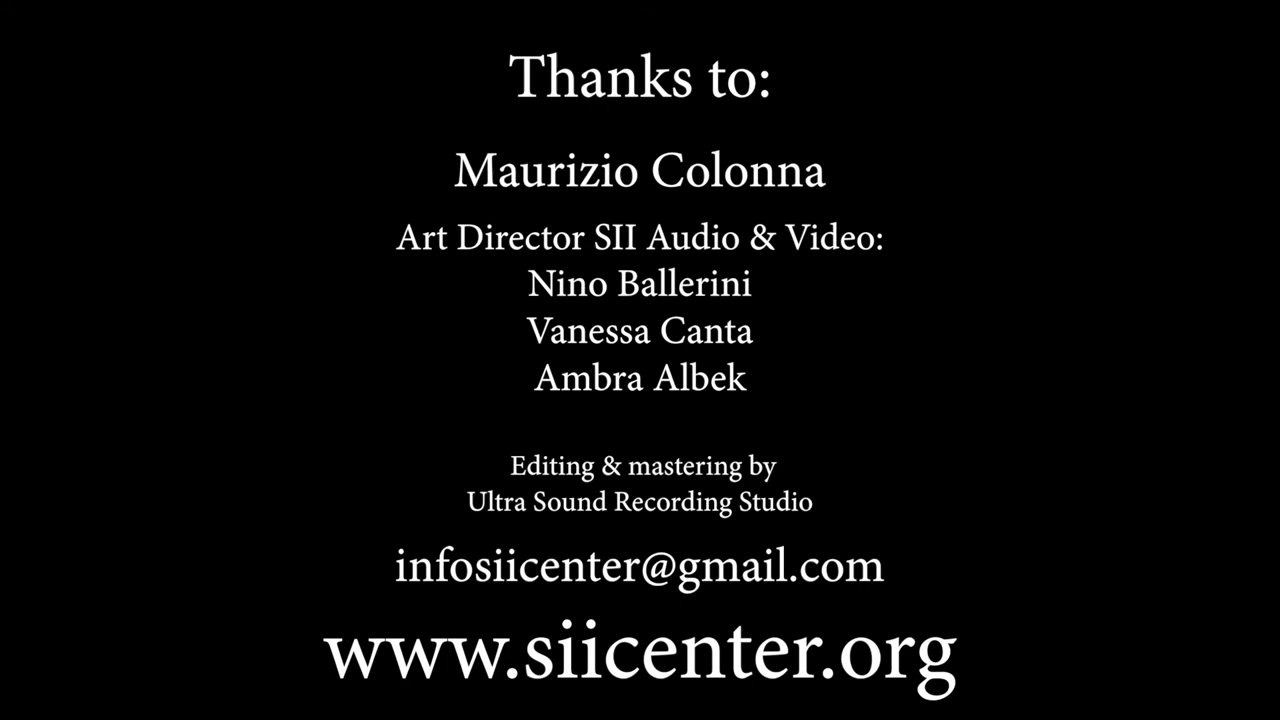 Thanks to:
Maurizio Colonna
Art Director SII Audio & Video:
Nino Ballerini
Vanessa Canta
Ambra Albek
Editing & mastering by
Ultra Sound Recording Studio
infosiicenter@gmail.com
www.siicenter.org